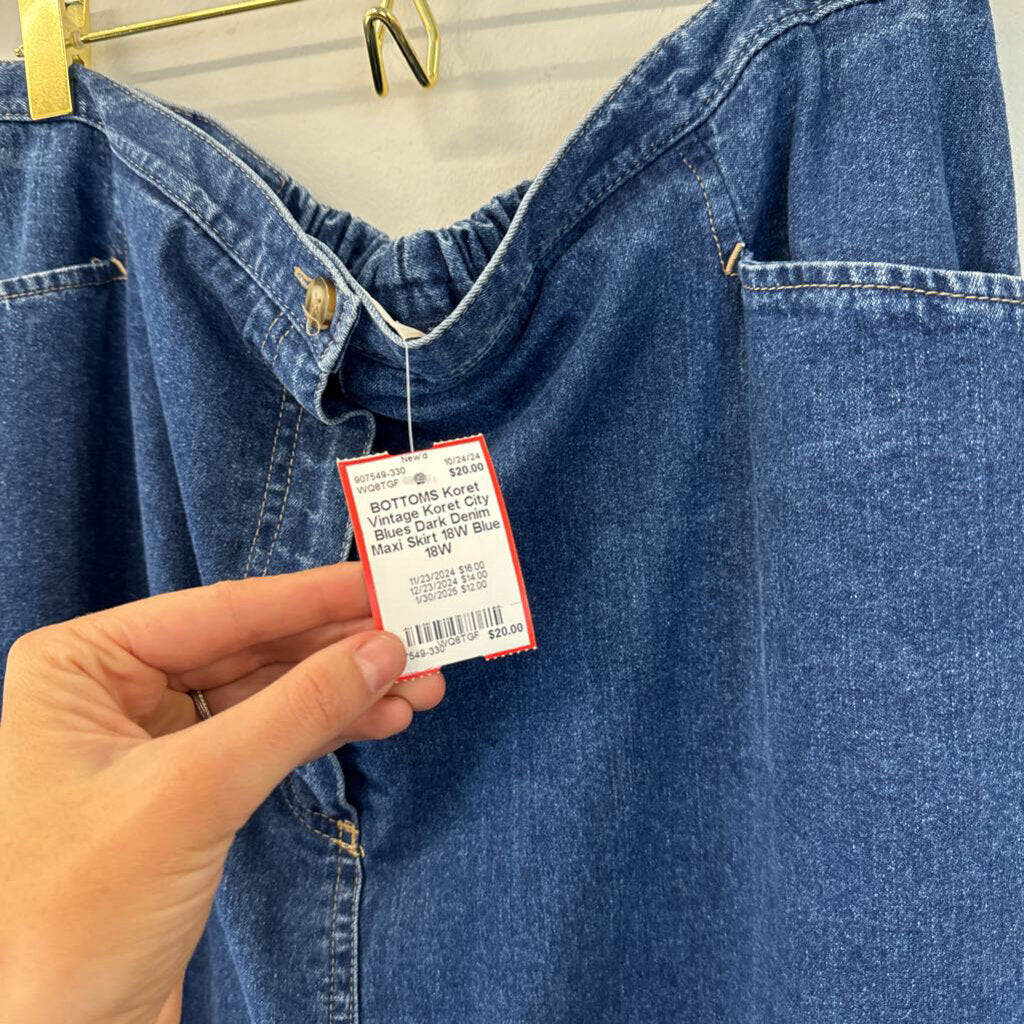 New'd
907549-330 10/24/24
WQ8TGF $20.00
BOTTOMS Koret
Vintage Koret City
Blues Dark Denim
Maxi Skirt 18W Blue
18W
11/23/2024 $16.00
12/23/2024 $14.00
1/30/2025 $12.00
WQ8TGF $20.00
549-330